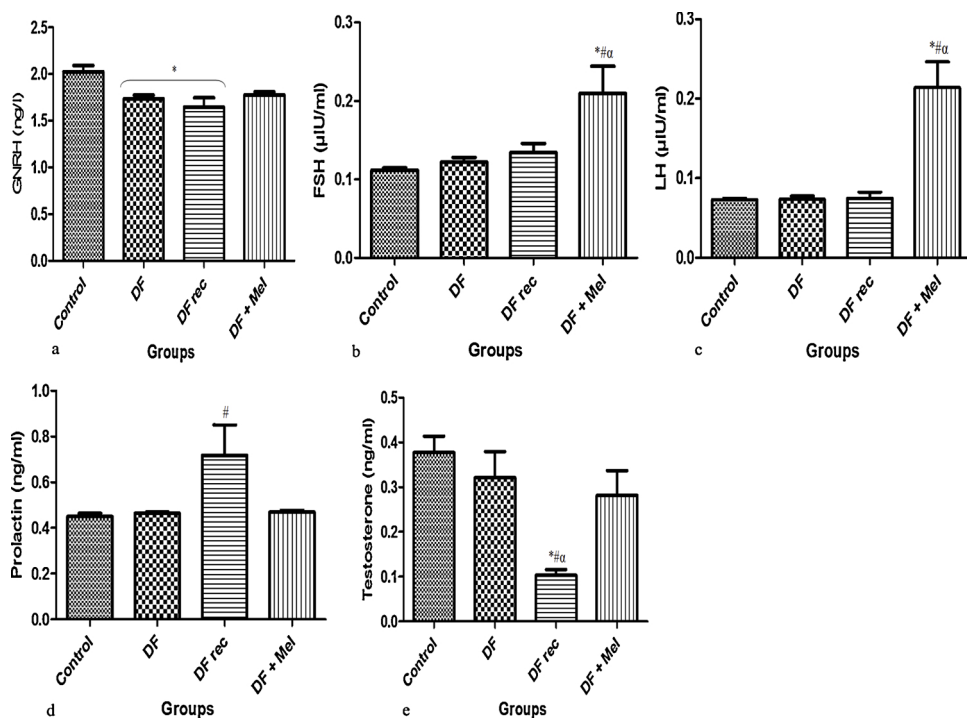 2.5
2.0
1.5
1.0
0.5
0.0
GNRH (ng/l)
*
Control
DF
DF rec
DF + Mel
Groups
a
0.3
0.2
0.1
0.0
FSH (µIU/ml)
*#α
Control
DF
DF rec
DF + Mel
Groups
b
0.3
0.2
0.1
0.0
LH (µIU/ml)
*#α
Control
DF
DF rec
DF + Mel
Groups
c
1.0
0.8
0.6
0.4
0.2
0.0
Prolactin (ng/ml)
#
Control
DF
DF rec
DF + Mel
Groups
d
0.5
0.4
0.3
0.2
0.1
0.0
Testosterone (ng/ml)
*#α
Control
DF
DF rec
DF + Mel
Groups
e